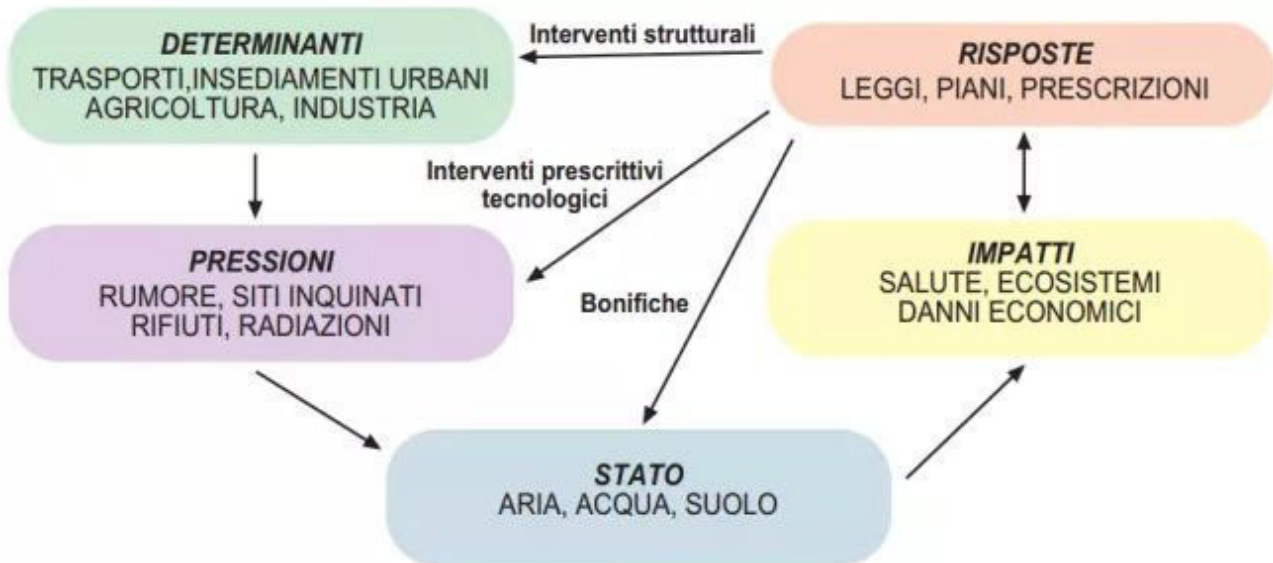 DETERMINANTI
TRASPORTI,INSEDIAMENTI URBANI
AGRICOLTURA, INDUSTRIA
Interventi strutturali
RISPOSTE
LEGGI, PIANI, PRESCRIZIONI
Interventi prescrittivi
tecnologici
PRESSIONI
RUMORE, SITI INQUINATI
RIFIUTI, RADIAZIONI
Bonifiche
IMPATTI
SALUTE, ECOSISTEMI
DANNI ECONOMICI
STATO
ARIA, ACQUA, SUOLO